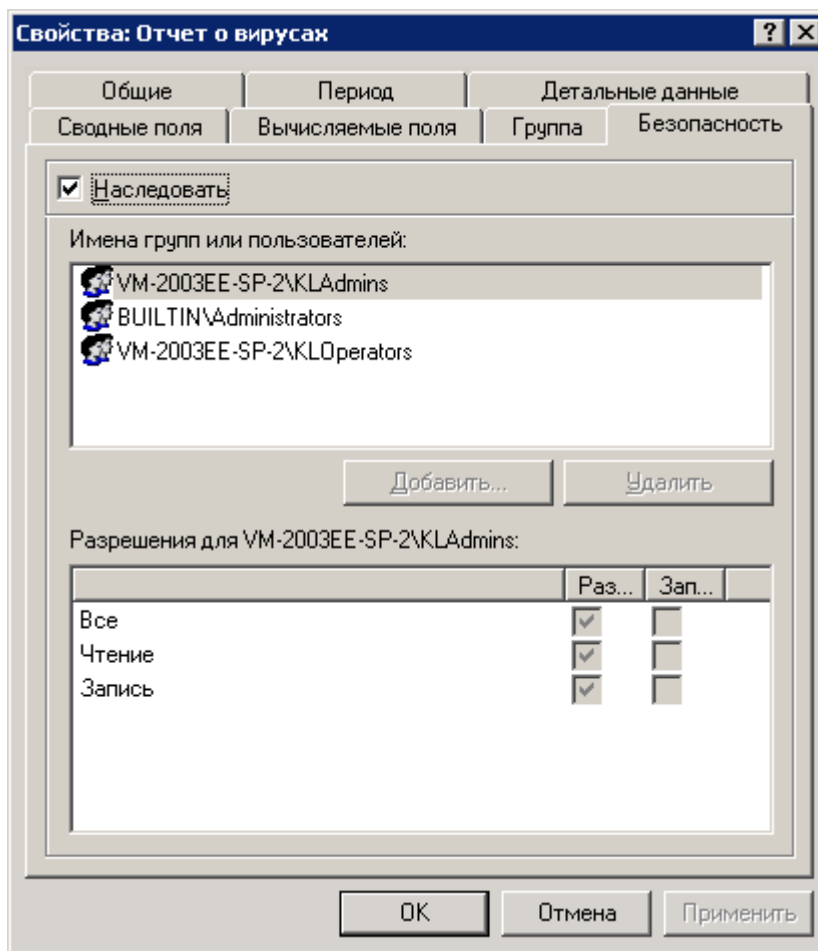 Свойства: Отчет о вирусах
Общие Период Детальные данные
Сводные поля Вычисляемые поля Группа Безопасность
Наследовать
Имена групп или пользователей:
VM-2003EE-SP-2\KLAdmins
BUILTIN\Administrators
VM-2003EE-SP-2\KLOperators
Добавить... Удалить
Разрешения для VM-2003EE-SP-2\KLAdmins:
Раз... Зап...
Все
Чтение
Запись
OK Отмена Применить